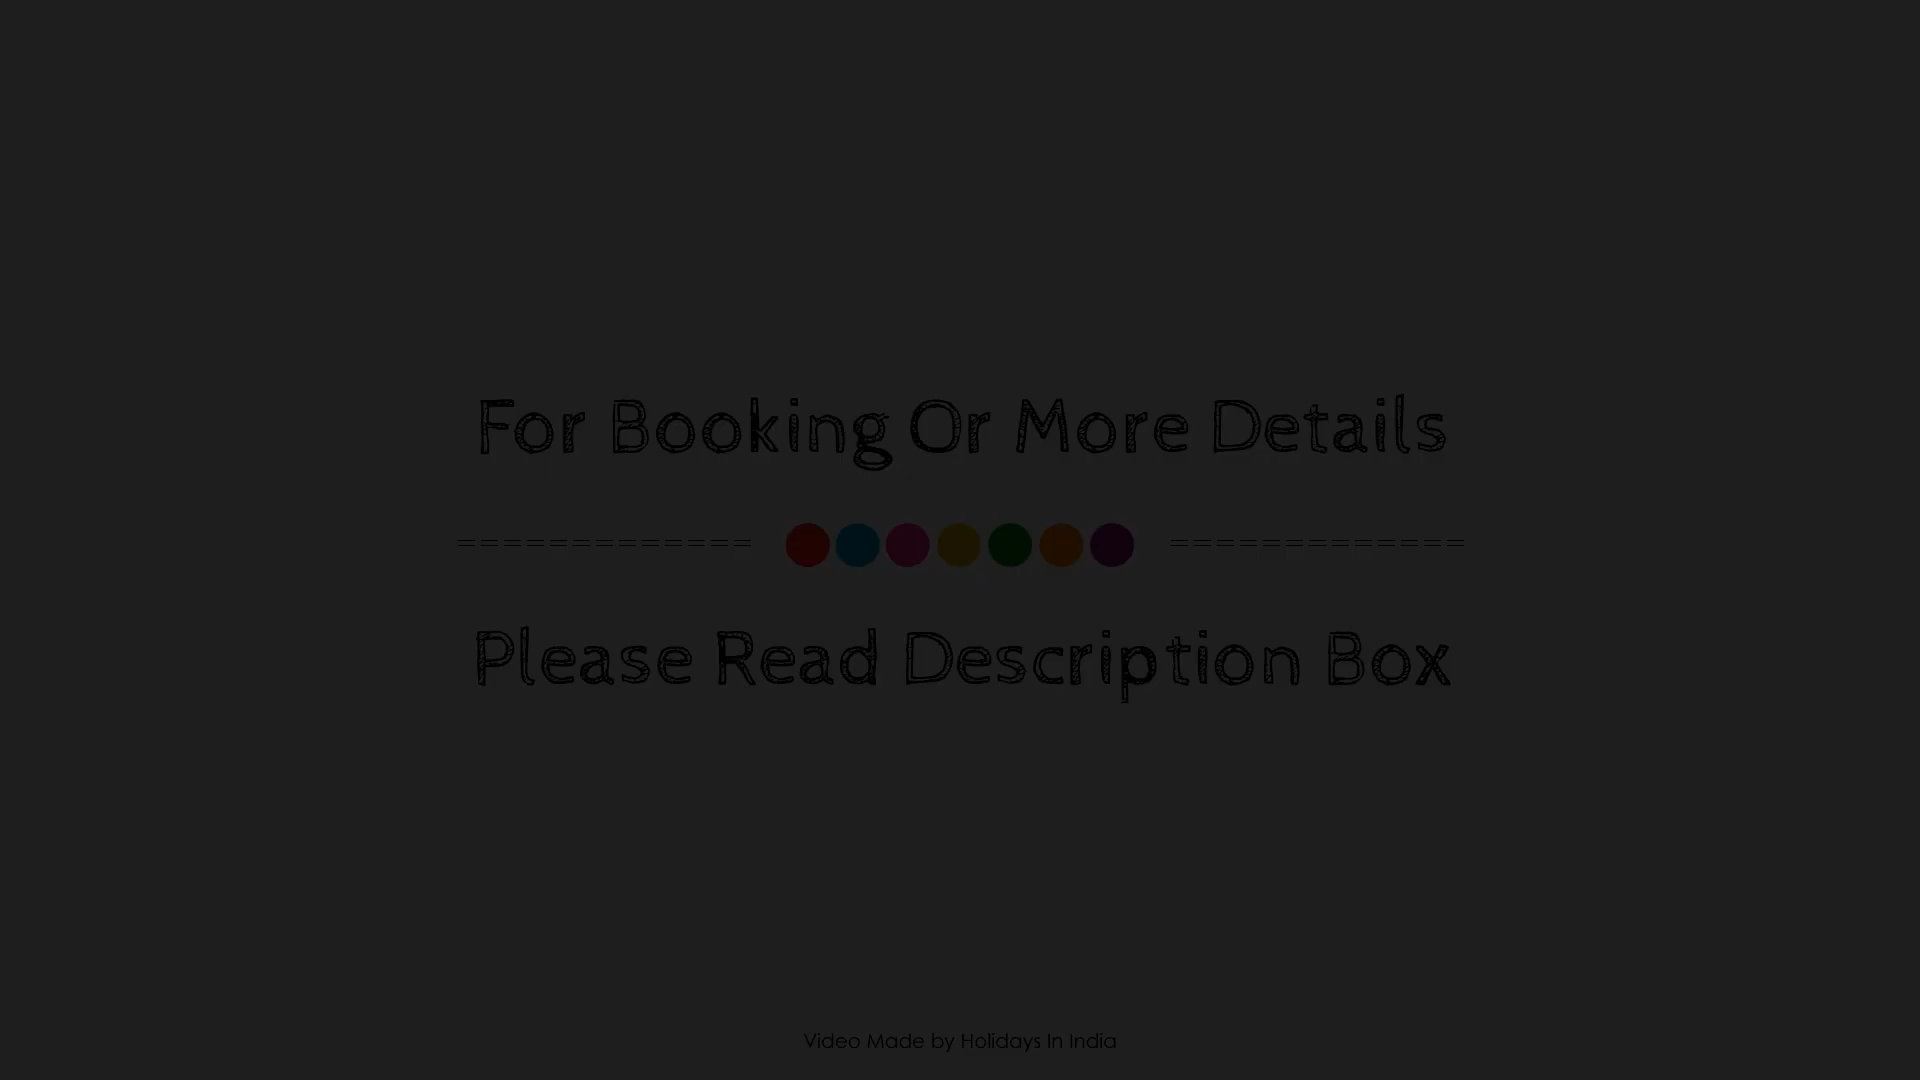 For Booking Or More Details
============= =============
Please Read Description Box
Video Made by Holidays In India